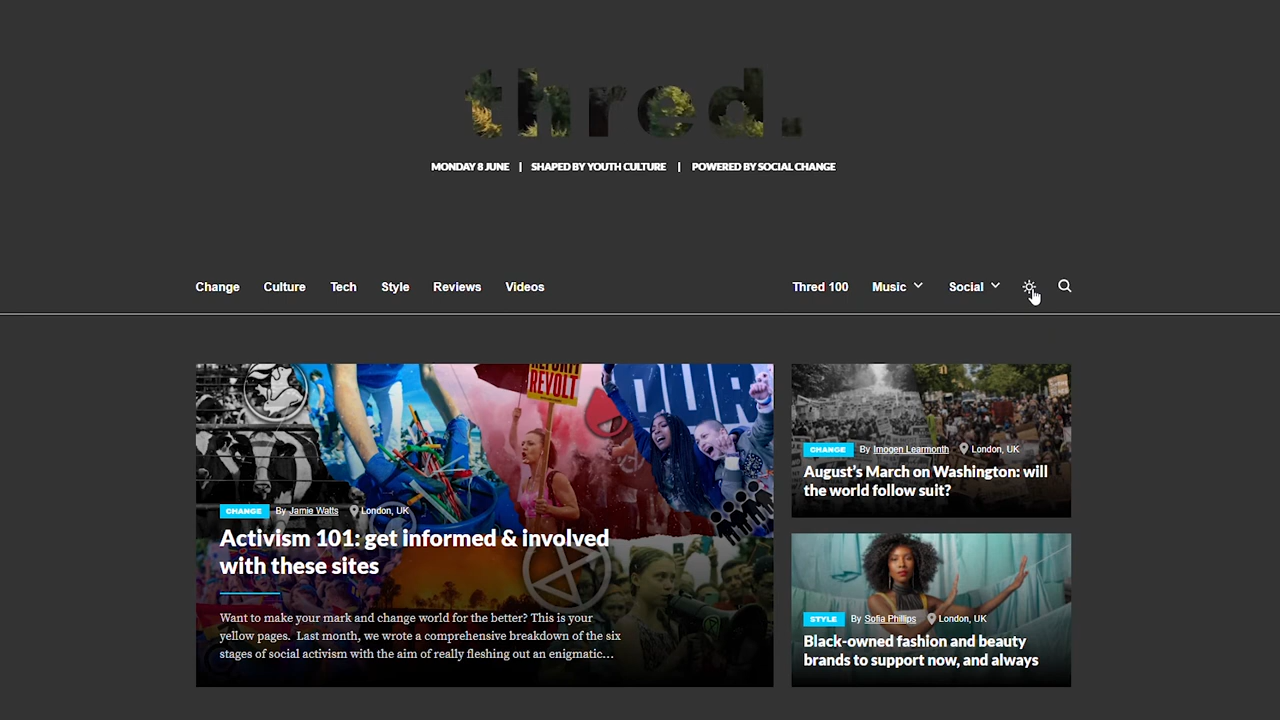 thred.
MONDAY 8 JUNE | SHAPED BY YOUTH CULTURE | POWERED BY SOCIAL CHANGE
Change Culture Tech Style Reviews Videos Thred 100 Music Social
REVOLT
OUR
CHANGE By Jamie Watts London, UK
Activism 101: get informed & involved
with these sites
Want to make your mark and change world for the better? This is your
yellow pages. Last month, we wrote a comprehensive breakdown of the six
stages of social activism with the aim of really fleshing out an enigmatic...
CHANGE By Imogen Learmonth London, UK
August's March on Washington: will
the world follow suit?
STYLE By Sofia Phillips London, UK
Black-owned fashion and beauty
brands to support now, and always